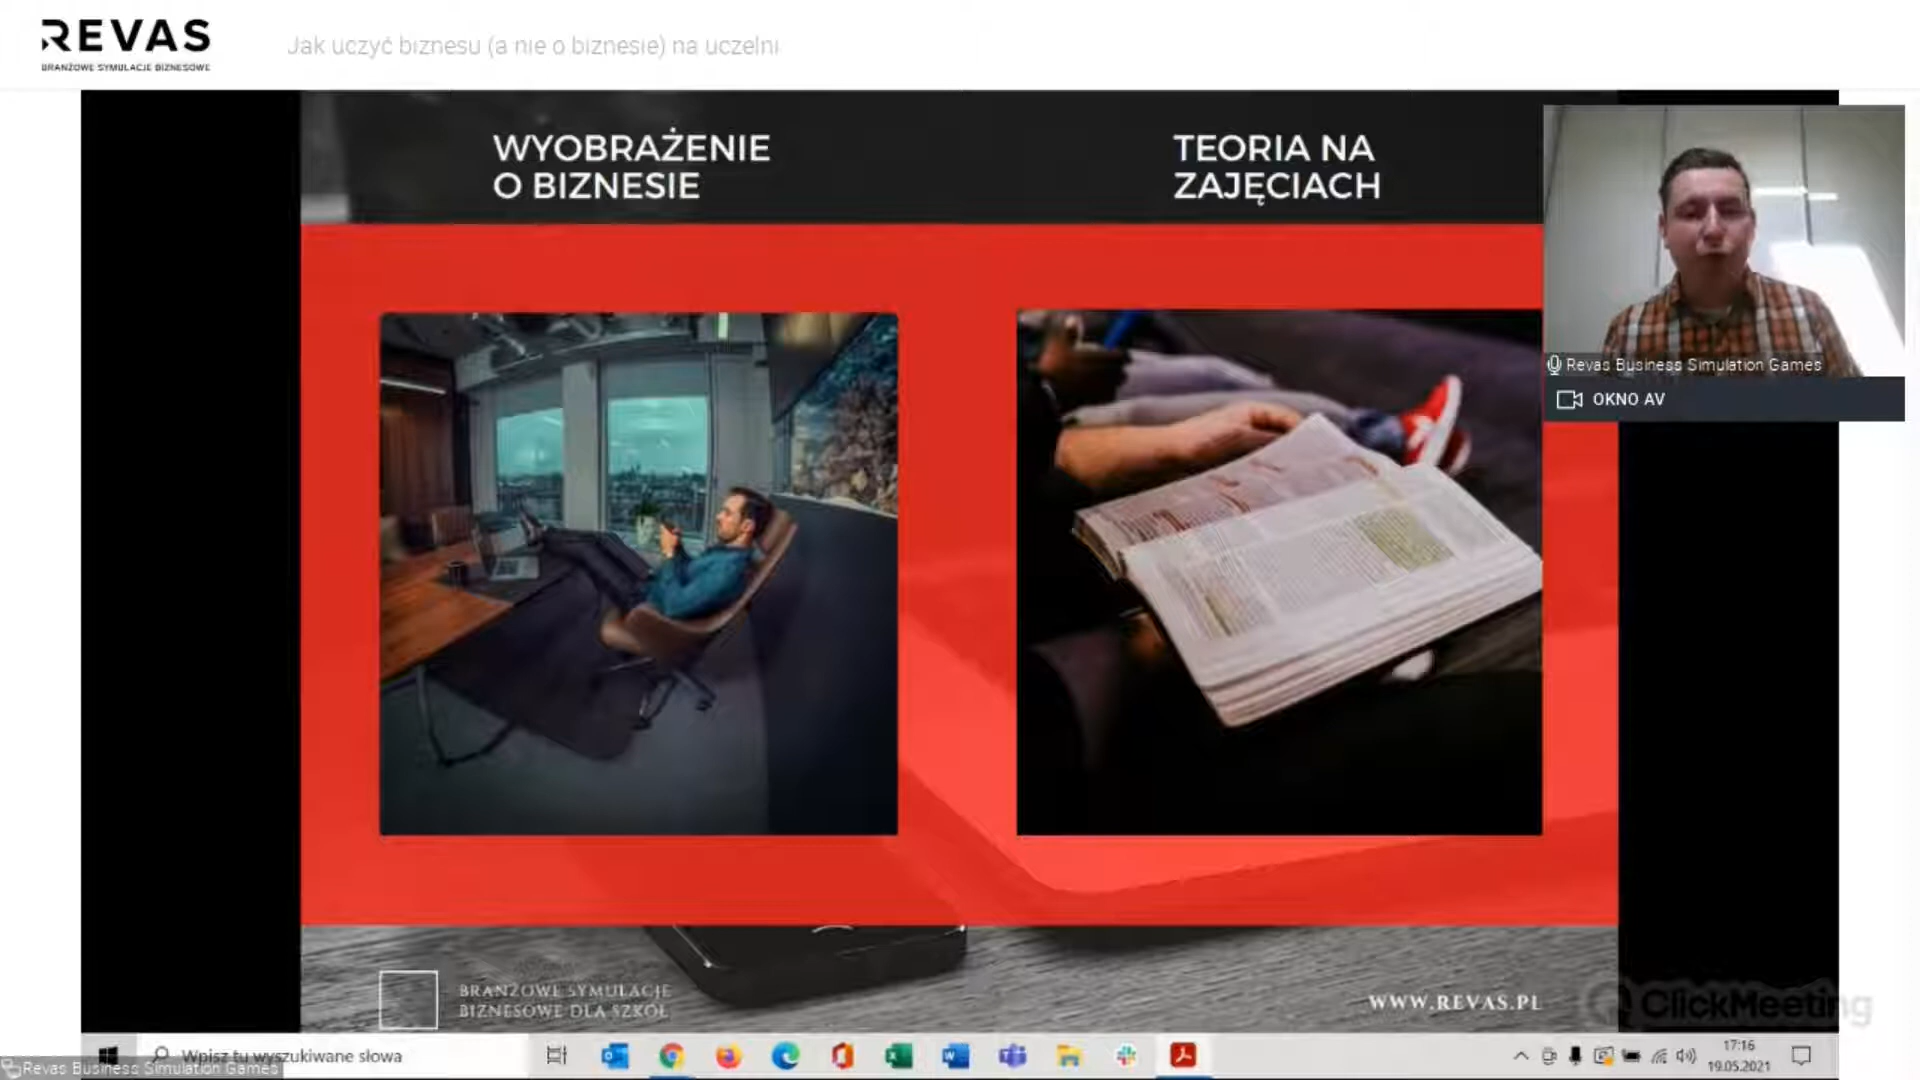 REVAS
BRANŻOWE SYMULACJE BIZNESOWE
Jak uczyć biznesu (a nie o biznesie) na uczelni
WYOBRAŻENIE
O BIZNESIE
TEORIA NA
ZAJĘCIACH
Revas Business Simulation Games
OKNO AV
BRANŻOWE SYMULACJE
BIZNESOWE DLA SZKÓŁ
WWW.REVAS.PL
ClickMeeting
Wpisz tu wyszukiwane słowa
17:16
19.05.2021
Revas Business Simulation Games